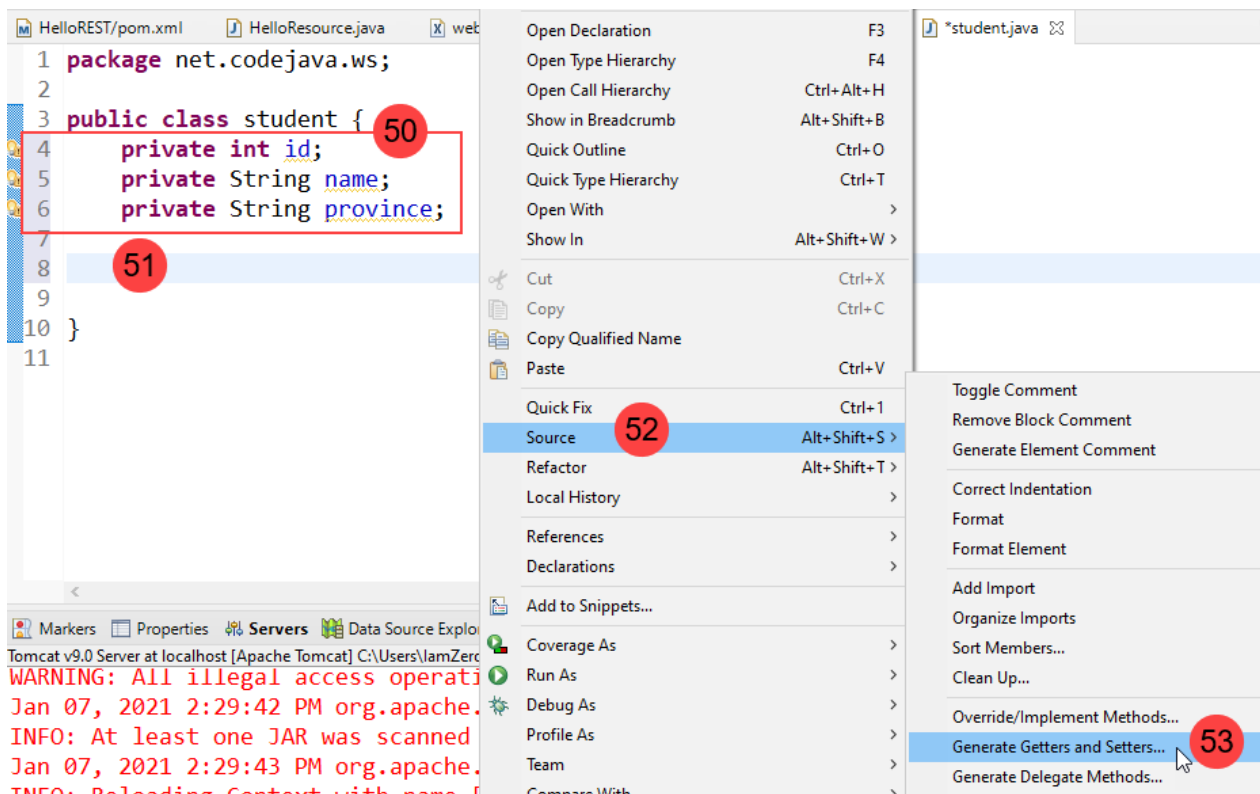 HelloREST/pom.xml
HelloResource.java
web
*student.java
1 package net.codejava.ws;
2
3 public class student {
50
4 private int id;
5 private String name;
6 private String province;
7
8
51
9
10 }
11
Open Declaration F3
Open Type Hierarchy F4
Open Call Hierarchy Ctrl+Alt+H
Show in Breadcrumb Alt+Shift+B
Quick Outline Ctrl+O
Quick Type Hierarchy Ctrl+T
Open With
Show In Alt+Shift+W
Cut Ctrl+X
Copy Ctrl+C
Copy Qualified Name
Paste Ctrl+V
Quick Fix Ctrl+1
Source Alt+Shift+S
52
Refactor Alt+Shift+T
Local History
References
Declarations
Add to Snippets...
Coverage As
Run As
Debug As
Profile As
Team
Compare With
Toggle Comment
Remove Block Comment
Generate Element Comment
Correct Indentation
Format
Format Element
Add Import
Organize Imports
Sort Members...
Clean Up...
Override/Implement Methods...
Generate Getters and Setters...
53
Generate Delegate Methods...
Markers Properties Servers Data Source Explo
Tomcat v9.0 Server at localhost [Apache Tomcat] C:\Users\IamZero
WARNING: All illegal access operati
Jan 07, 2021 2:29:42 PM org.apache.
INFO: At least one JAR was scanned
Jan 07, 2021 2:29:43 PM org.apache.
INFO: Reloading Context with name [